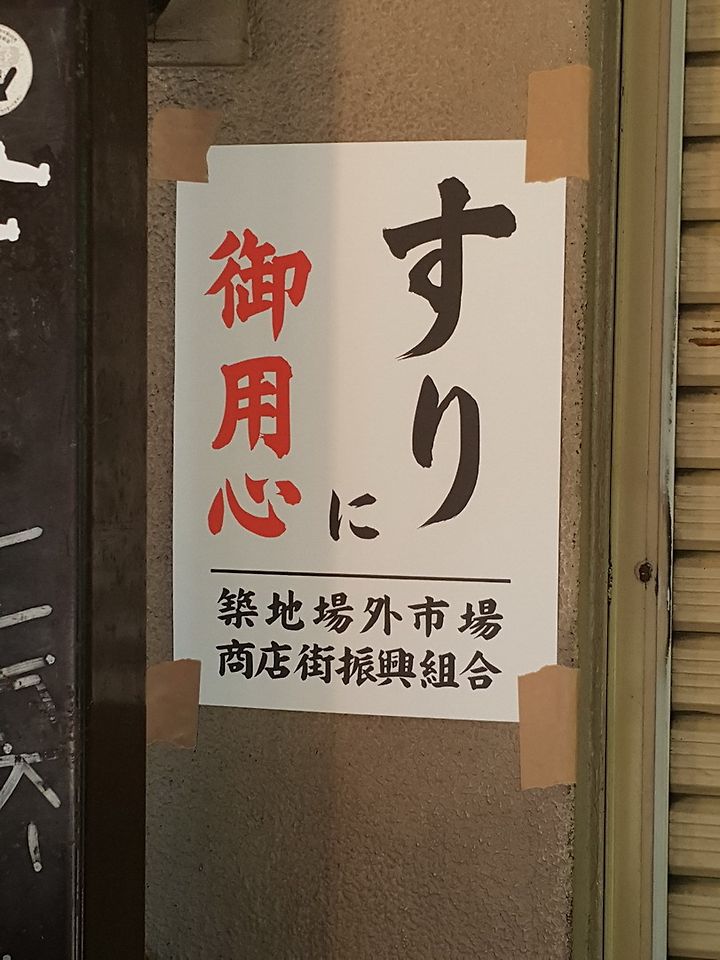 すりに
御用心
築地場外市場
商店街振興組合